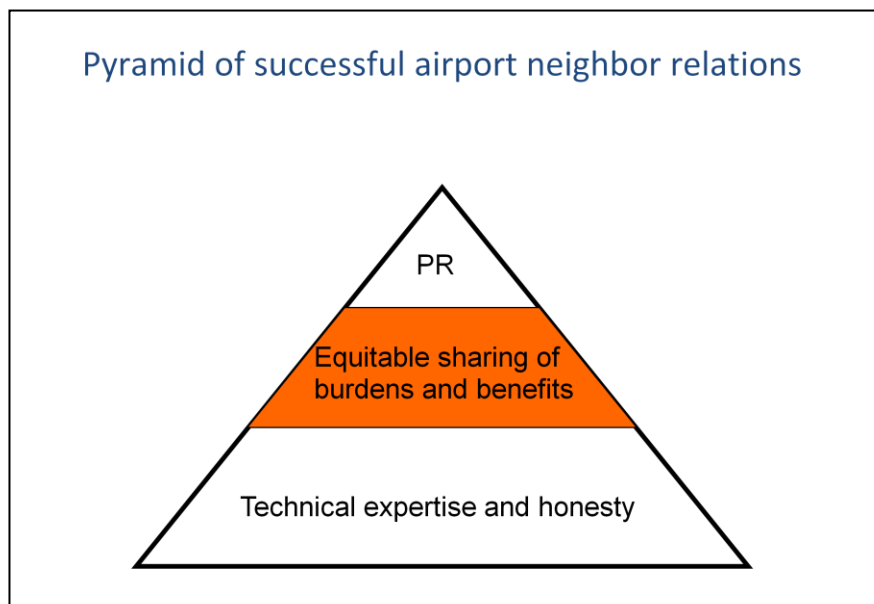 Pyramid of successful airport neighbor relations
PR
Equitable sharing of
burdens and benefits
Technical expertise and honesty